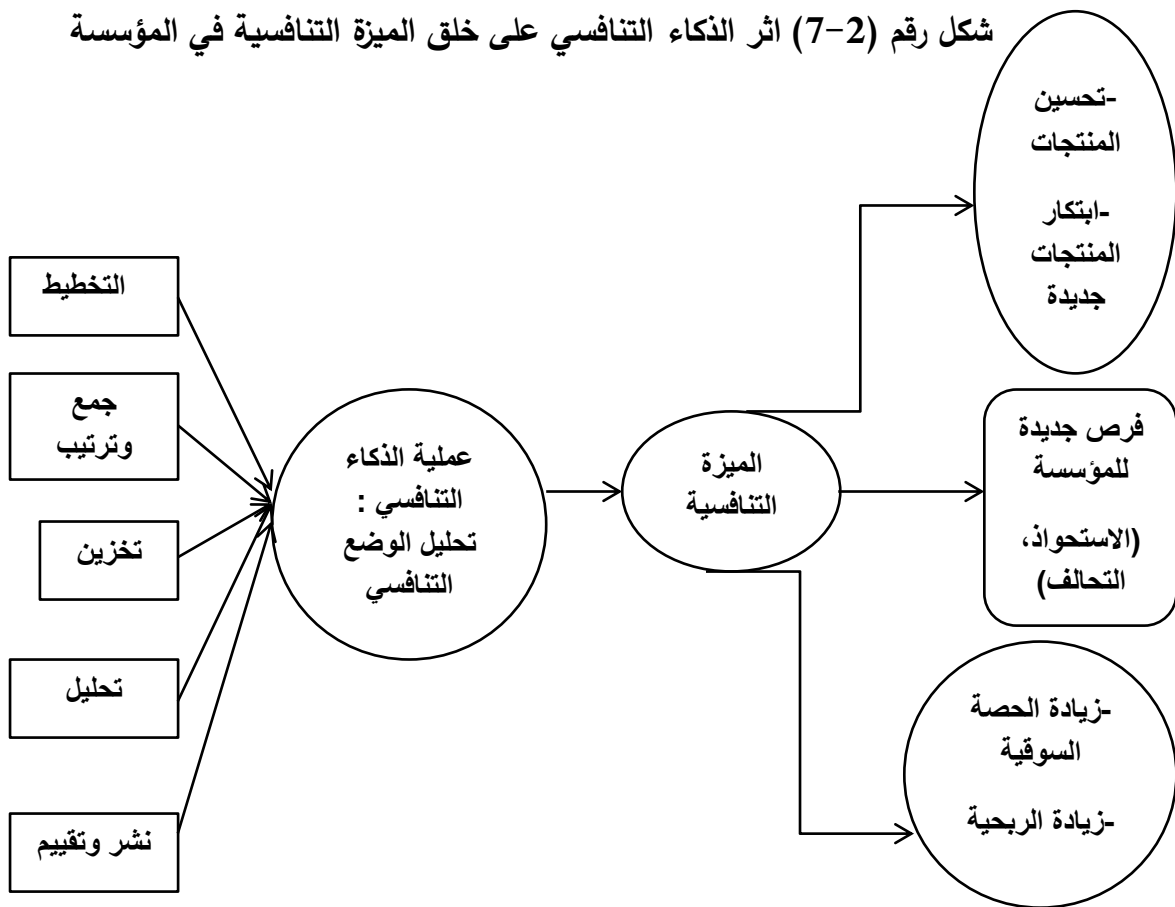 شكل رقم (2-7) اثر الذكاء التنافسي على خلق الميزة التنافسية في المؤسسة
-تحسين
المنتجات
-ابتكار
المنتجات
جديدة
التخطيط
جمع
وترتيب
تخزين
تحليل
نشر وتقييم
عملية الذكاء
التنافسي :
تحليل الوضع
التنافسي
الميزة
التنافسية
فرص جديدة
للمؤسسة
(الاستحواذ،
التحالف)
-زيادة الحصة
السوقية
-زيادة الربحية